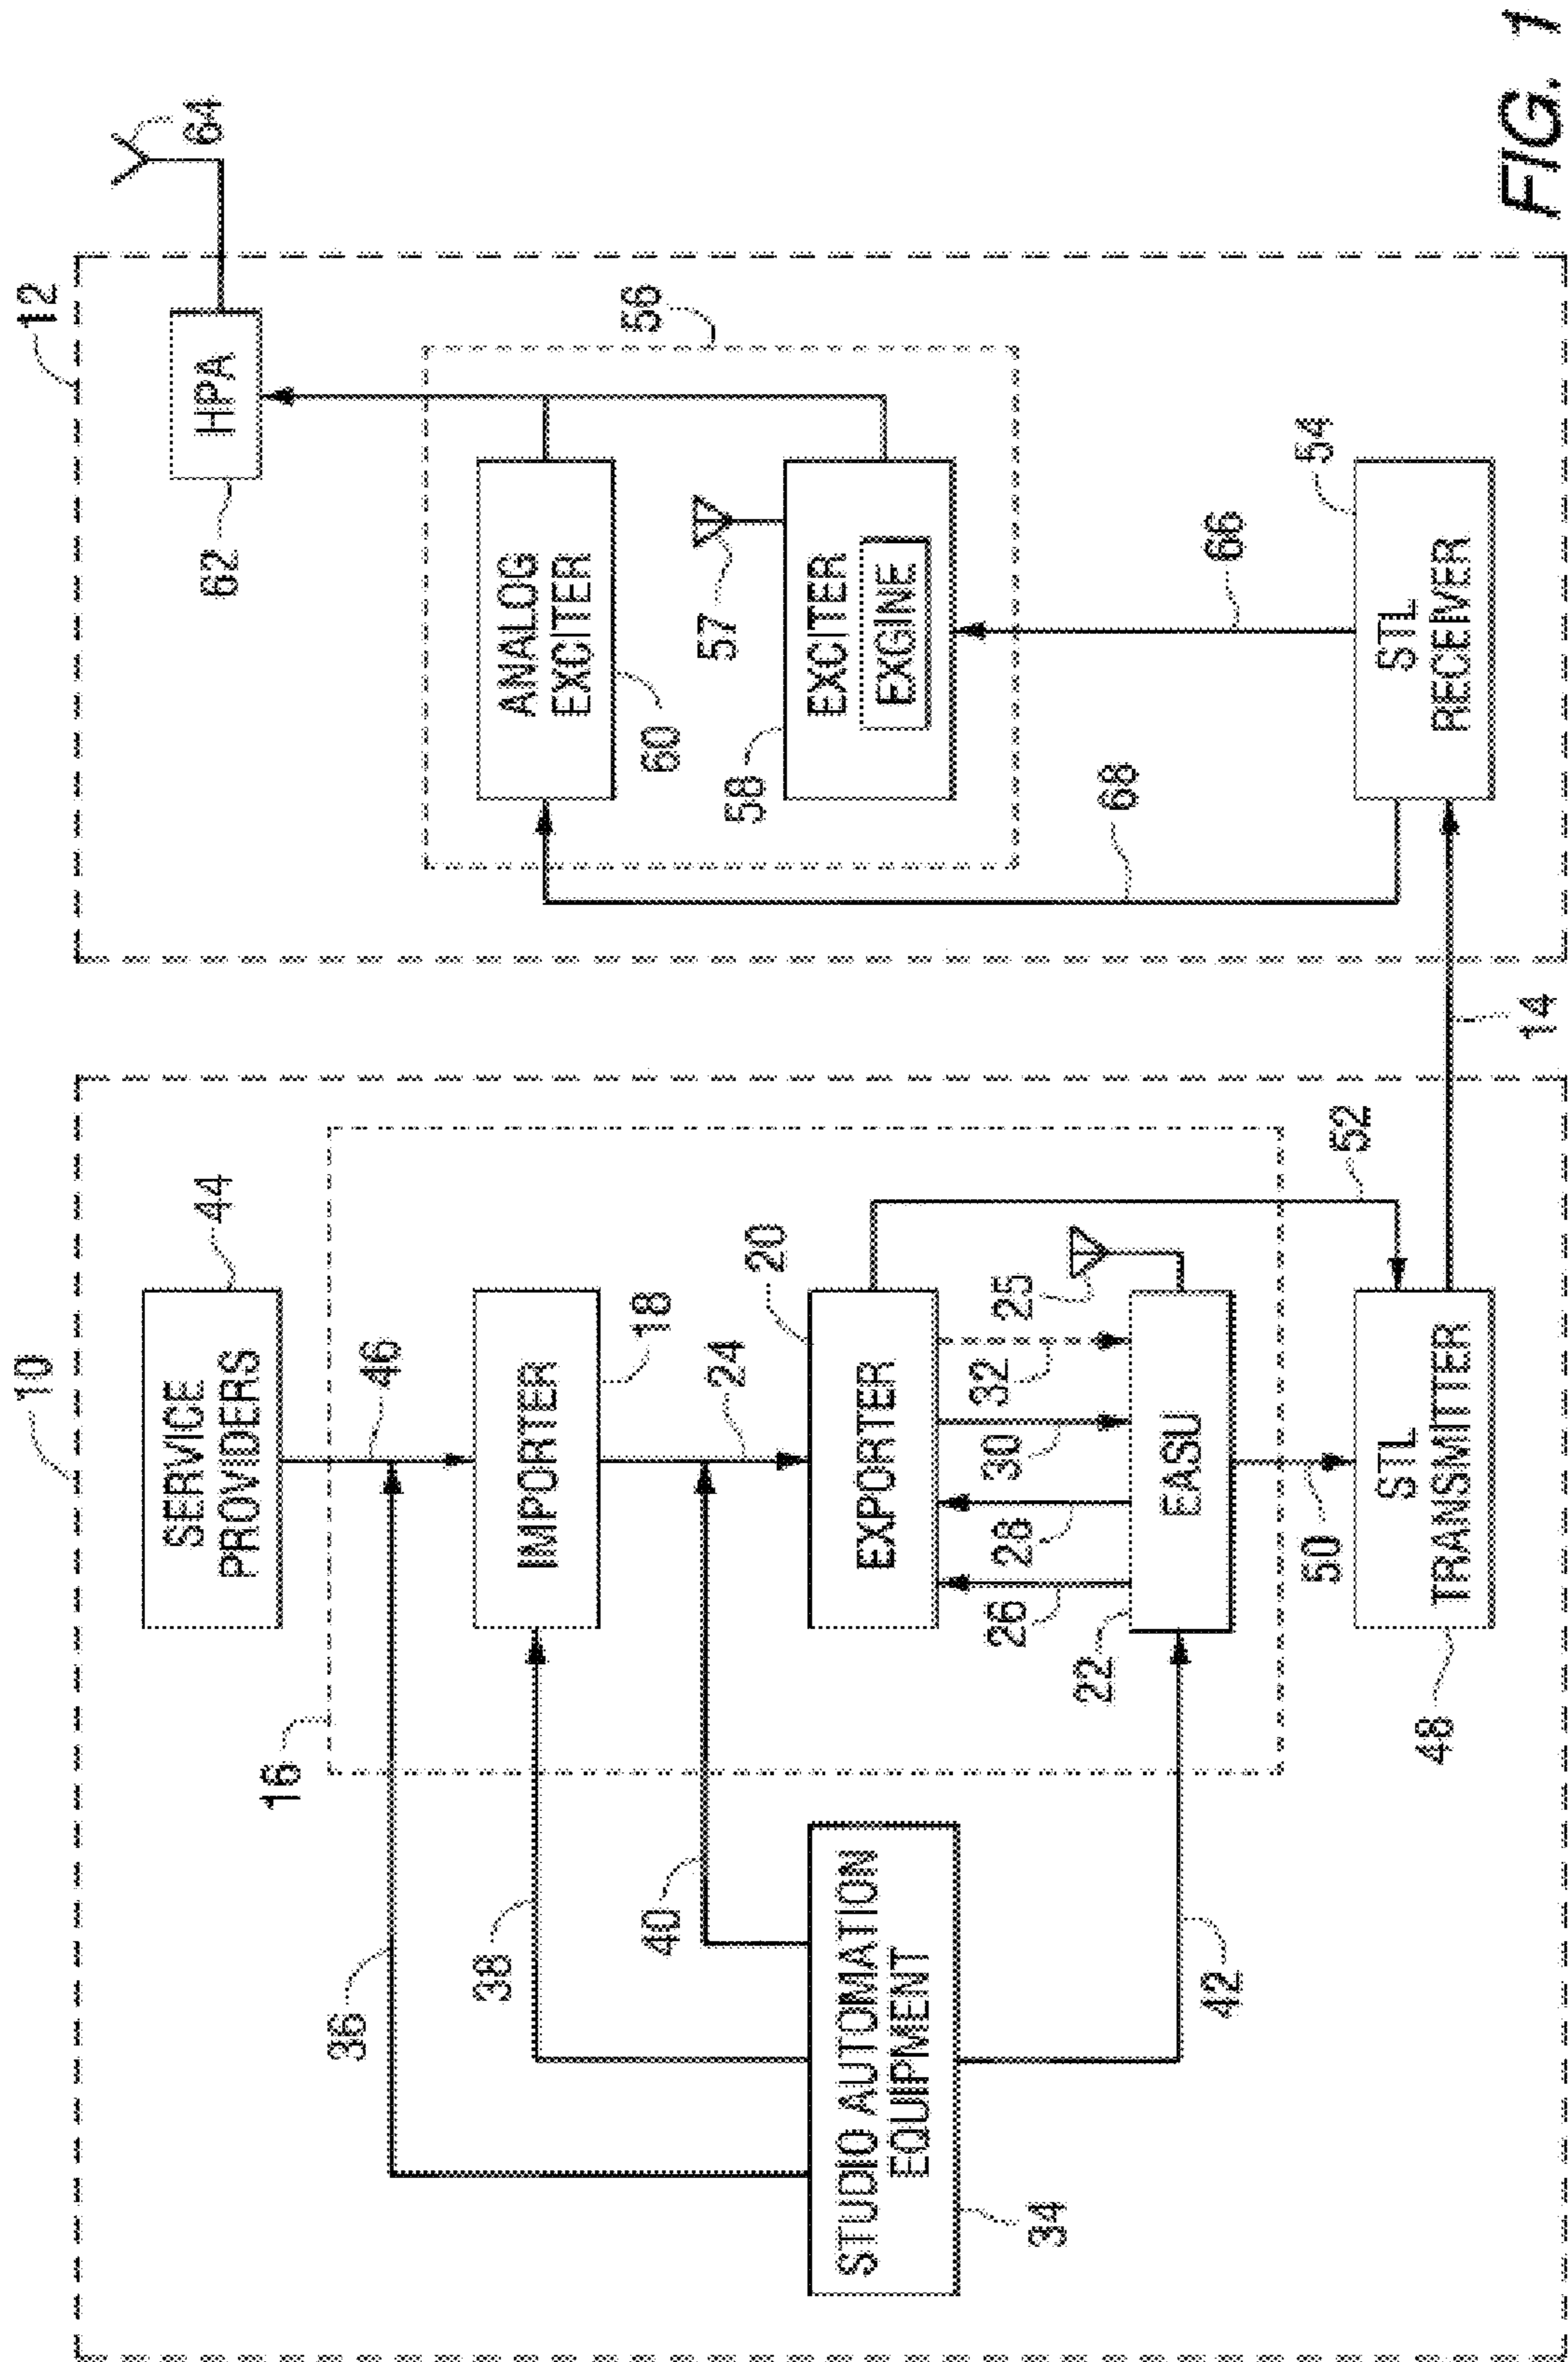 10
SERVICE
PROVIDERS
44
46
16
36
IMPORTER
18
38
24
40
STUDIO AUTOMATION
EQUIPMENT
34
EXPORTER
20
26
28
30
32
25
22
EASU
42
50
52
STL
TRANSMITTER
48
14
12
HPA
62
64
56
ANALOG
EXCITER
60
57
EXCITER
EXGINE
58
66
68
STL
RECEIVER
54
FIG. 1